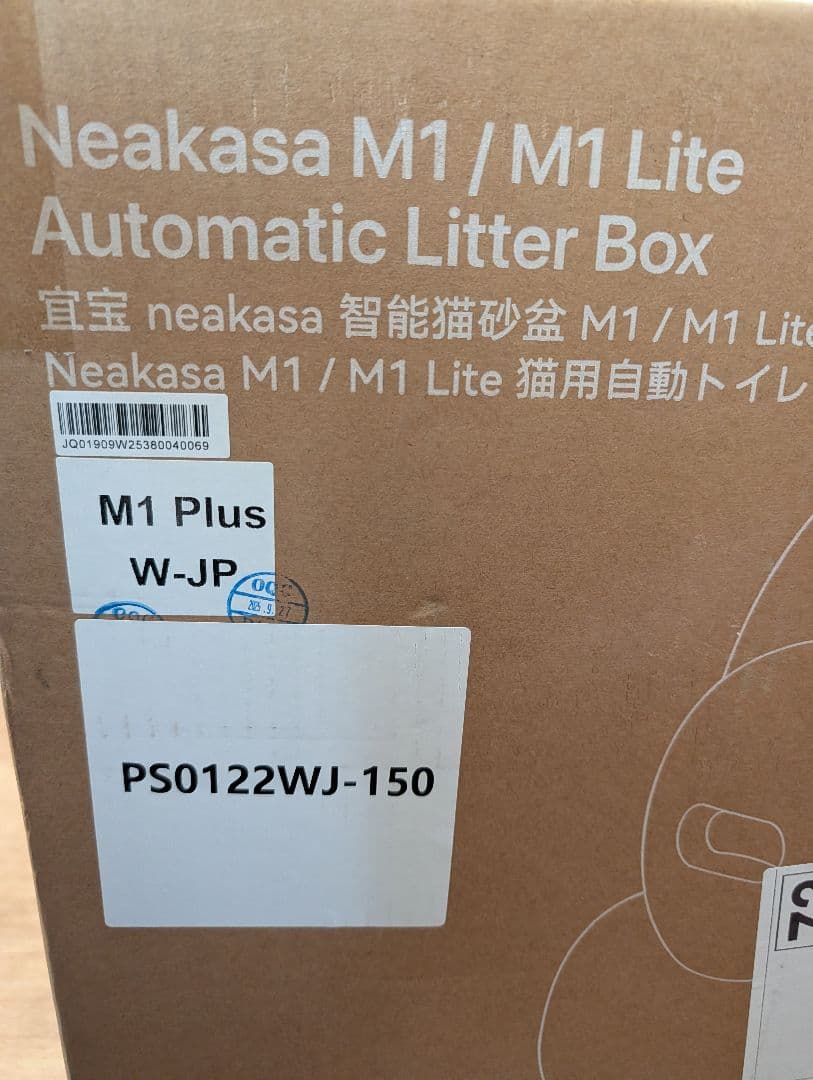 Neakasa M1 / M1 Lite
Automatic Litter Box
宜宝 neakasa 智能猫砂盆 M1 / M1 Lite
Neakasa M1 / M1 Lite 猫用自動トイレ
JQ01909W25380040069
M1 Plus
W-JP
PS0122WJ-150